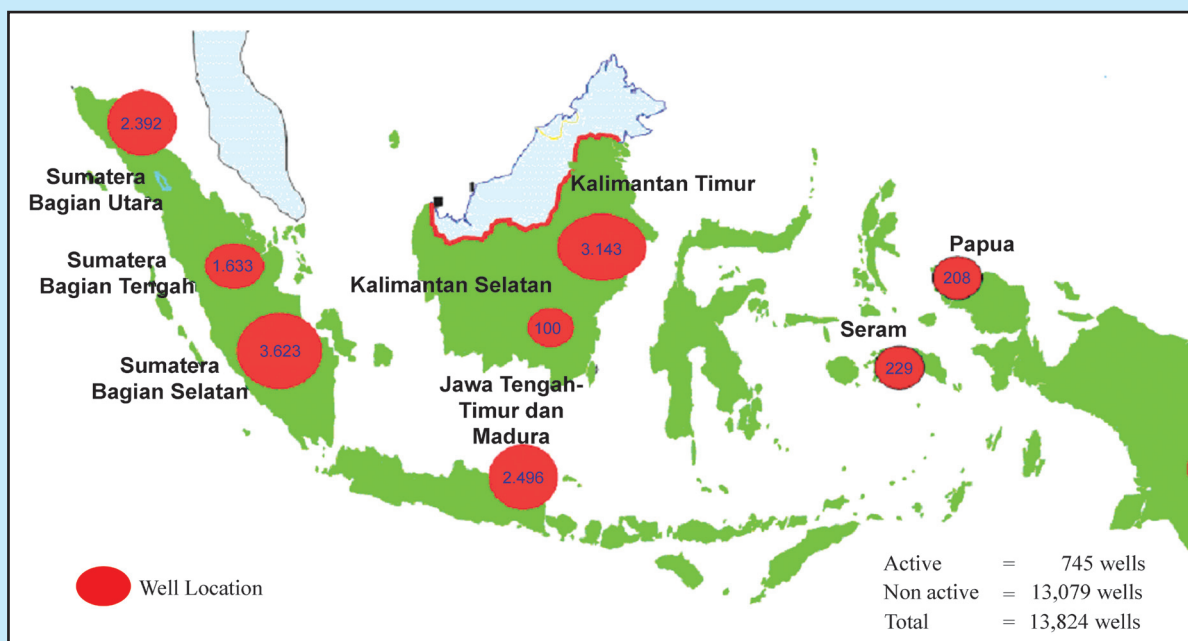 2.392
Sumatera
Bagian Utara
Kalimantan Timur
3.143
Papua
208
Sumatera
Bagian Tengah
1.633
Kalimantan Selatan
100
Seram
229
3.623
Sumatera
Bagian Selatan
Jawa Tengah-
Timur dan
Madura
2.496
Well Location
Active = 745 wells
Non active = 13,079 wells
Total = 13,824 wells